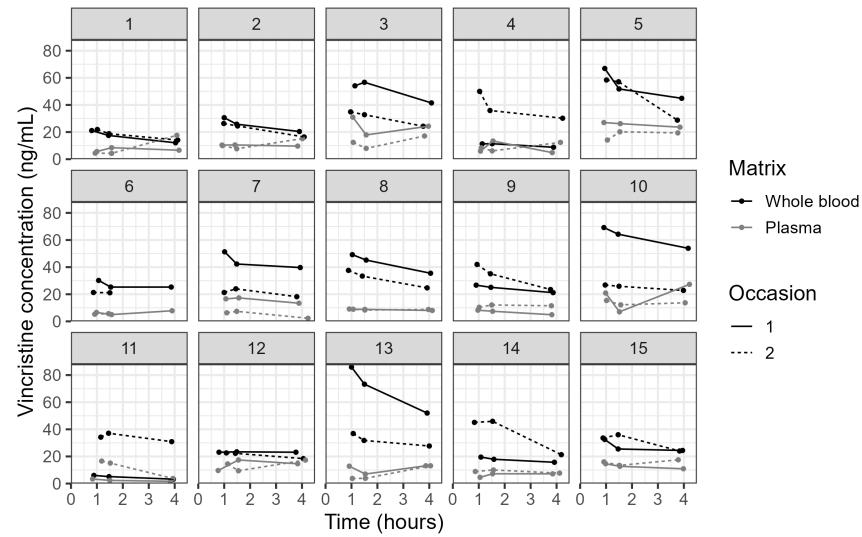 Vincristine concentration (ng/mL)
1 2 3 4 5
80
60
40
20
0
6 7 8 9 10
80
60
40
20
0
11 12 13 14 15
80
60
40
20
0
0 1 2 3 4 0 1 2 3 4 0 1 2 3 4 0 1 2 3 4 0 1 2 3 4
Time (hours)
Matrix
Whole blood
Plasma
Occasion
1
2